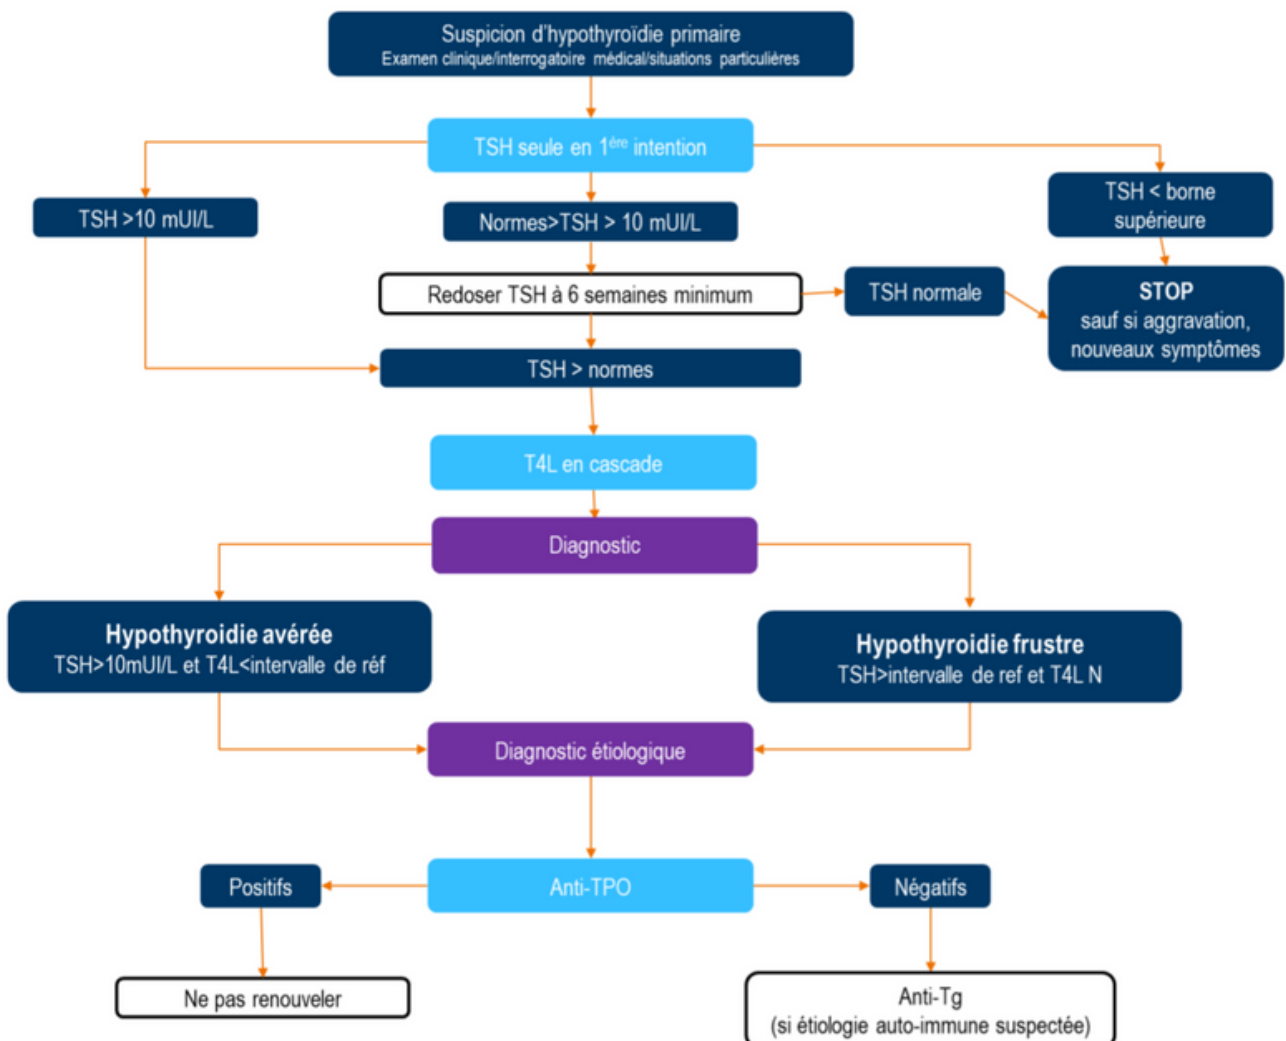 Suspicion d'hypothyroïdie primaire
Examen clinique/interrogatoire médical/situations particulières
TSH seule en 1ère intention
TSH >10 mUI/L
Normes>TSH > 10 mUI/L
TSH < borne
supérieure
Redoser TSH à 6 semaines minimum
TSH normale
STOP
sauf si aggravation,
nouveaux symptômes
TSH > normes
T4L en cascade
Diagnostic
Hypothyroidie avérée
TSH>10mUI/L et T4L<intervalle de réf
Hypothyroidie frustre
TSH>intervalle de ref et T4L N
Diagnostic étiologique
Positifs
Anti-TPO
Négatifs
Ne pas renouveler
Anti-Tg
(si étiologie auto-immune suspectée)